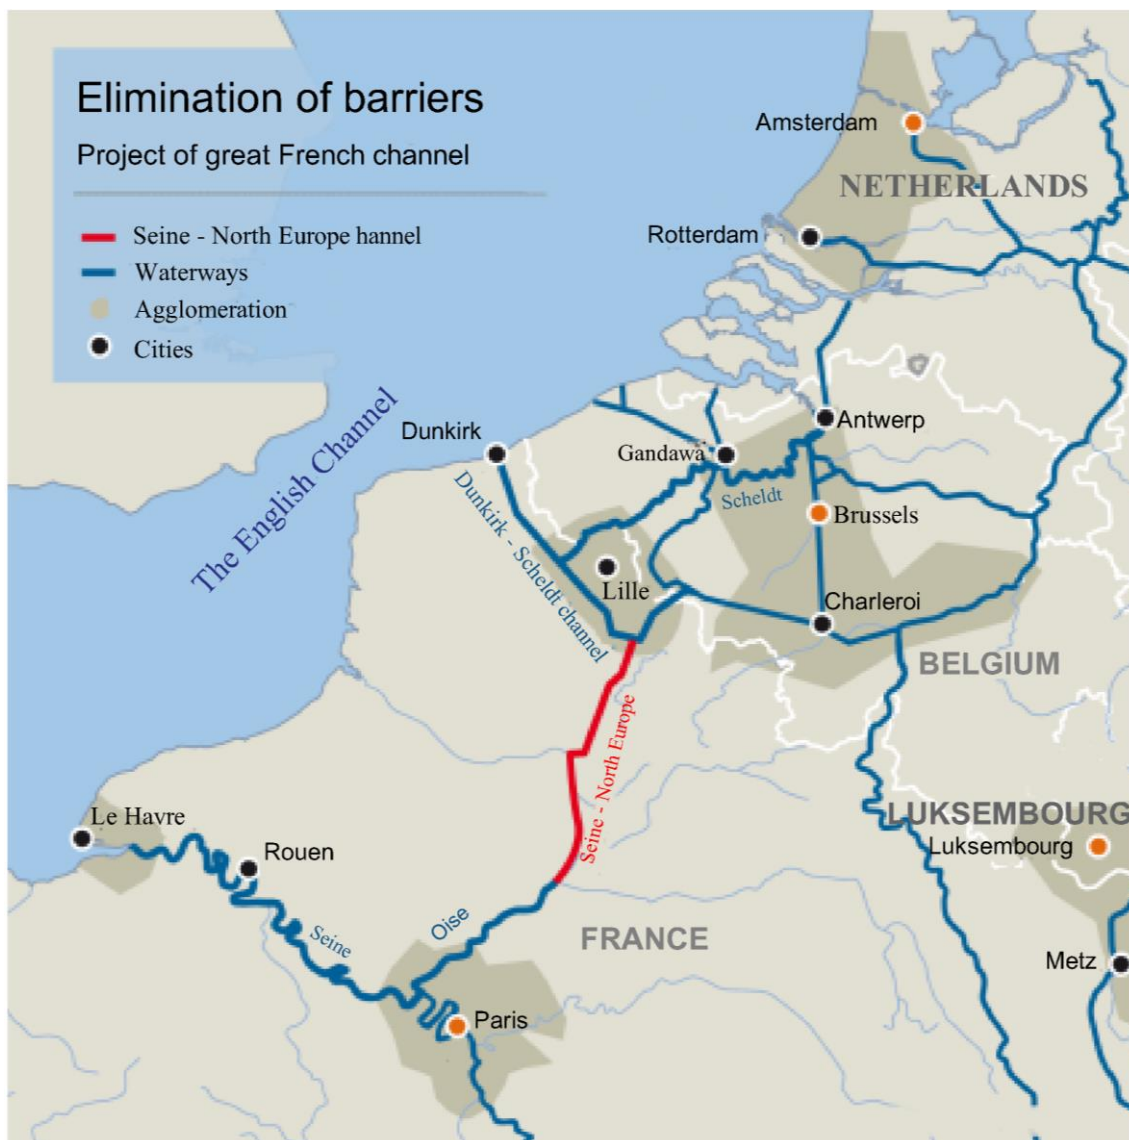 Elimination of barriers
Project of great French channel
Seine - North Europe hannel
Waterways
Agglomeration
Cities
Amsterdam
NETHERLANDS
Rotterdam
The English Channel
Dunkirk
Antwerp
Gandawa
Scheldt
Dunkirk - Scheldt channel
Brussels
Lille
Charleroi
BELGIUM
Seine - North Europe
Le Havre
LUKSEMBOURG
Luksembourg
Rouen
Oise
FRANCE
Seine
Metz
Paris